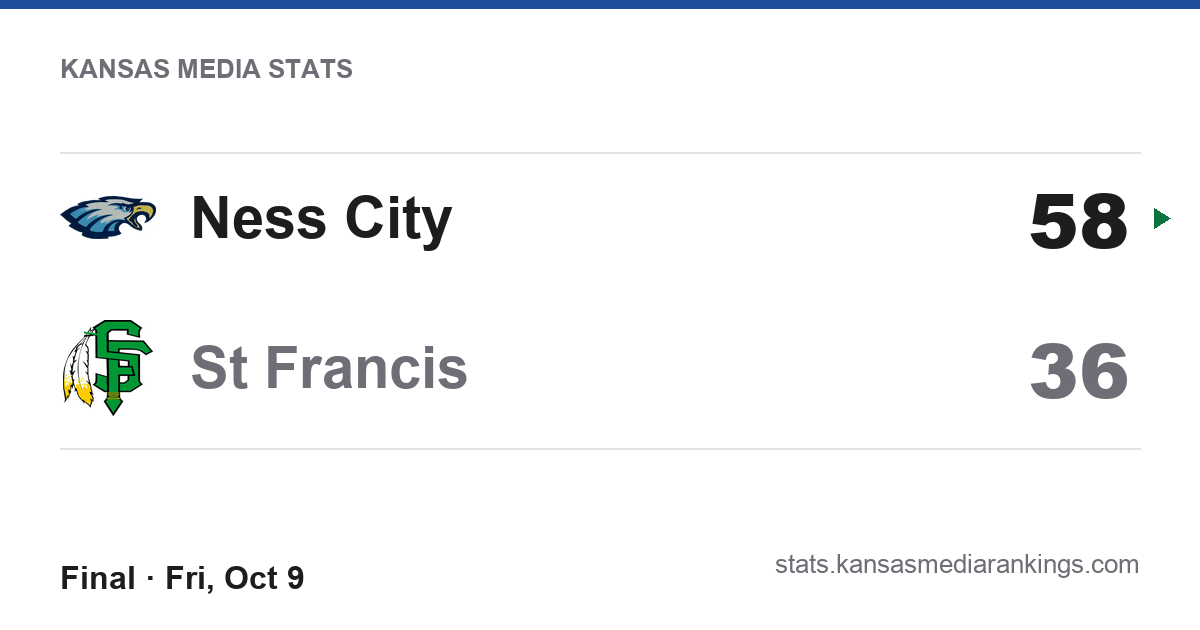 KANSAS MEDIA STATS
Ness City 58
St Francis 36
Final · Fri, Oct 9
stats.kansasmediarankings.com